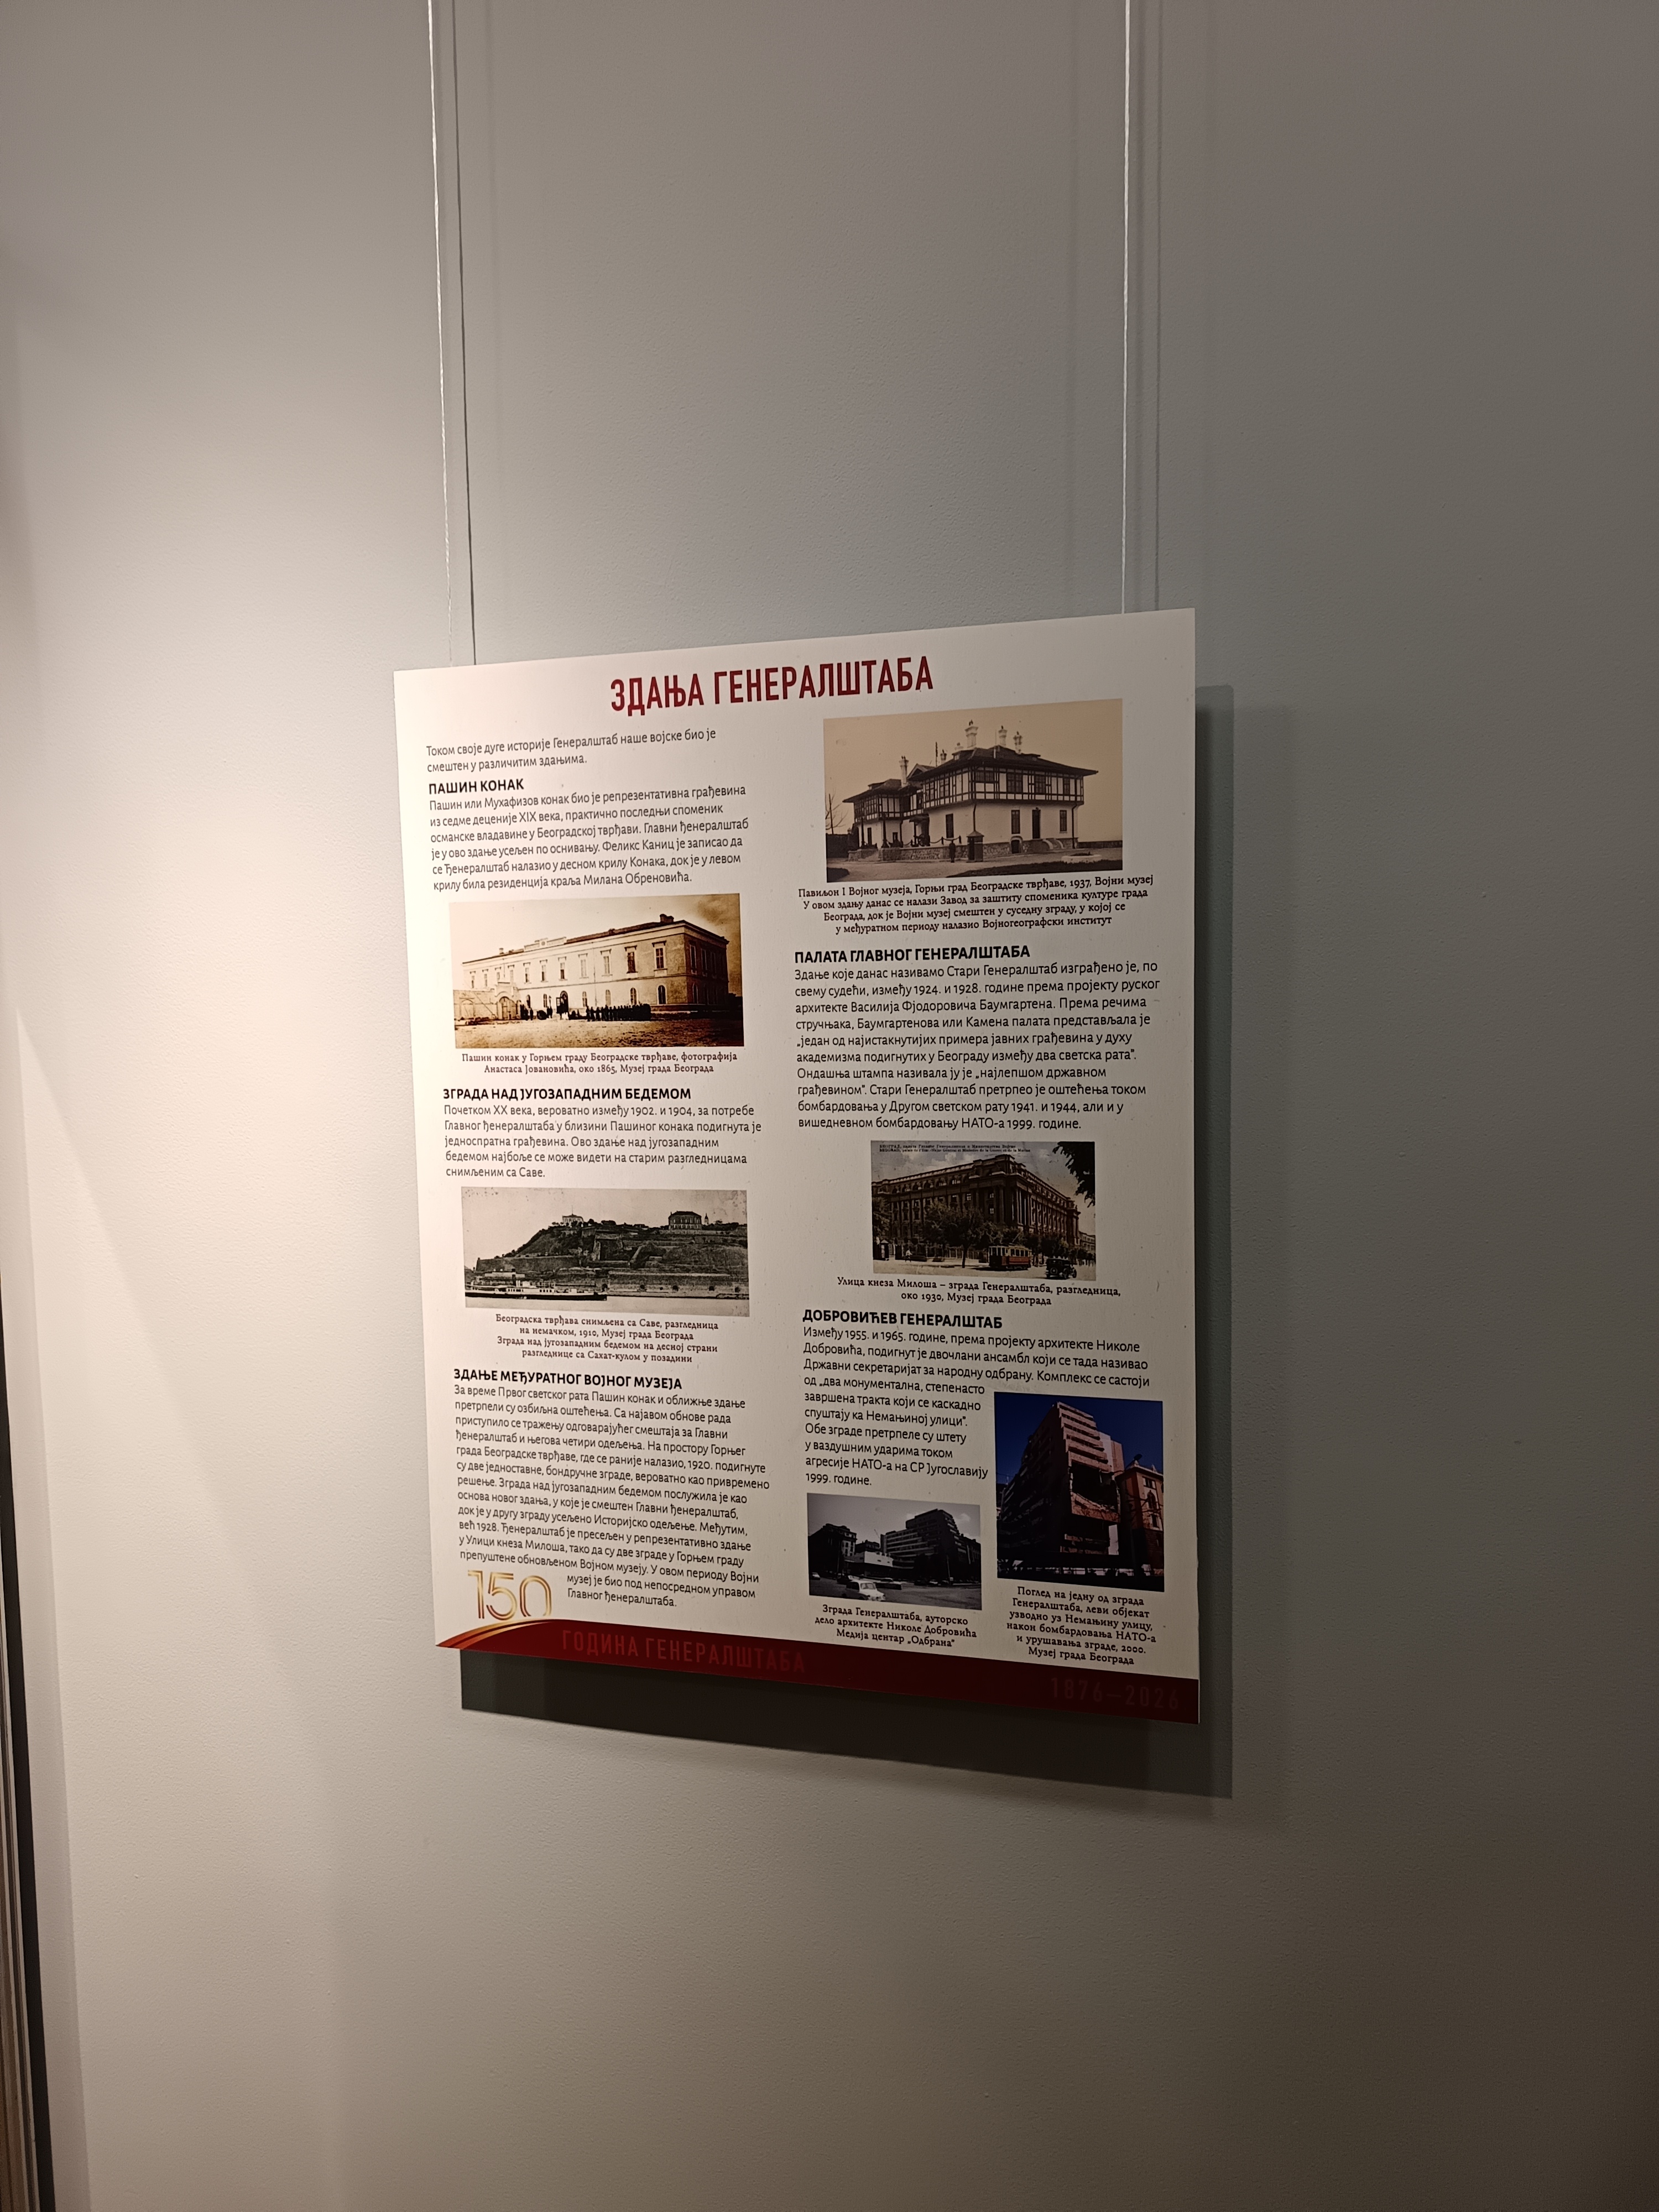 ЗДАЊА ГЕНЕРАЛШТАБА
Током своје дуге историје Генералштаб наше војске био је
смештен у различитим здањима.
ПАШИН КОНАК
Пашин или Мухафизов конак био је репрезентативна грађевина
из седме деценије XIX века, практично последњи споменик
османске владавине у Београдској тврђави. Главни ђенералштаб
је у ово здање усељен по оснивању. Феликс Каниц је записао да
се Ђенералштаб налазио у десном крилу Конака, док је у левом
крилу била резиденција краља Милана Обреновића.
Пашин конак у Горњем граду Београдске тврђаве, фотографија
Анастаса Јовановића, око 1865, Музеј града Београда
ЗГРАДА НАД ЈУГОЗАПАДНИМ БЕДЕМОМ
Почетком XX века, вероватно између 1902. и 1904, за потребе
Главног ђенералштаба у близини Пашиног конака подигнута је
једноспратна грађевина. Ово здање над југозападним
бедемом најбоље се може видети на старим разгледницама
снимљеним са Саве.
Београдска тврђава снимљена са Саве, разгледница
на немачком, 1910, Музеј града Београда
Зграда над југозападним бедемом на десној страни
разгледнице са Сахат-кулом у позадини
ЗДАЊЕ МЕЂУРАТНОГ ВОЈНОГ МУЗЕЈА
За време Првог светског рата Пашин конак и оближње здање
претрпели су озбиљна оштећења. Са најавом обнове рада
приступило се тражењу одговарајућег смештаја за Главни
ђенералштаб и његова четири одељења. На простору Горњег
града Београдске тврђаве, где се раније налазио, 1920. подигнуте
су две једноставне, бондручне зграде, вероватно као привремено
решење. Зграда над југозападним бедемом послужила је као
основа новог здања, у које је смештен Главни ђенералштаб,
док је у другу зграду усељено Историјско одељење. Међутим,
већ 1928. Ђенералштаб је пресељен у репрезентативно здање
у Улици кнеза Милоша, тако да су две зграде у Горњем граду
препуштене обновљеном Војном музеју. У овом периоду Војни
музеј је био под непосредном управом
Главног ђенералштаба.
Павиљон I Војног музеја, Горњи град Београдске тврђаве, 1937, Војни музеј
У овом здању данас се налази Завод за заштиту споменика културе града
Београда, док је Војни музеј смештен у суседну зграду, у којој се
у међуратном периоду налазио Војногеографски институт
ПАЛАТА ГЛАВНОГ ГЕНЕРАЛШТАБА
Здање које данас називамо Стари Генералштаб изграђено је, по
свему судећи, између 1924. и 1928. године према пројекту руског
архитекте Василија Фјодоровича Баумгартена. Према речима
стручњака, Баумгартенова или Камена палата представљала је
„један од најистакнутијих примера јавних грађевина у духу
академизма подигнутих у Београду између два светска рата“.
Ондашња штампа називала ју је „најлепшом државном
грађевином“. Стари Генералштаб претрпео је оштећења током
бомбардовања у Другом светском рату 1941. и 1944, али и у
вишедневном бомбардовању НАТО-а 1999. године.
Улица кнеза Милоша – зграда Генералштаба, разгледница,
око 1930, Музеј града Београда
ДОБРОВИЋЕВ ГЕНЕРАЛШТАБ
Између 1955. и 1965. године, према пројекту архитекте Николе
Добровића, подигнут је двочлани ансамбл који се тада називао
Државни секретаријат за народну одбрану. Комплекс се састоји
од „два монументална, степенасто
завршена тракта који се каскадно
спуштају ка Немањиној улици“.
Обе зграде претрпеле су штету
у ваздушним ударима током
агресије НАТО-а на СР Југославију
1999. године.
Зграда Генералштаба, ауторско
дело архитекте Николе Добровића
Медија центар „Одбрана“
Поглед на једну од зграда
Генералштаба, леви објекат
узводно уз Немањину улицу,
након бомбардовања НАТО-а
и урушавања зграде, 2000.
Музеј града Београда
150
ГОДИНА ГЕНЕРАЛШТАБА
1876–2026